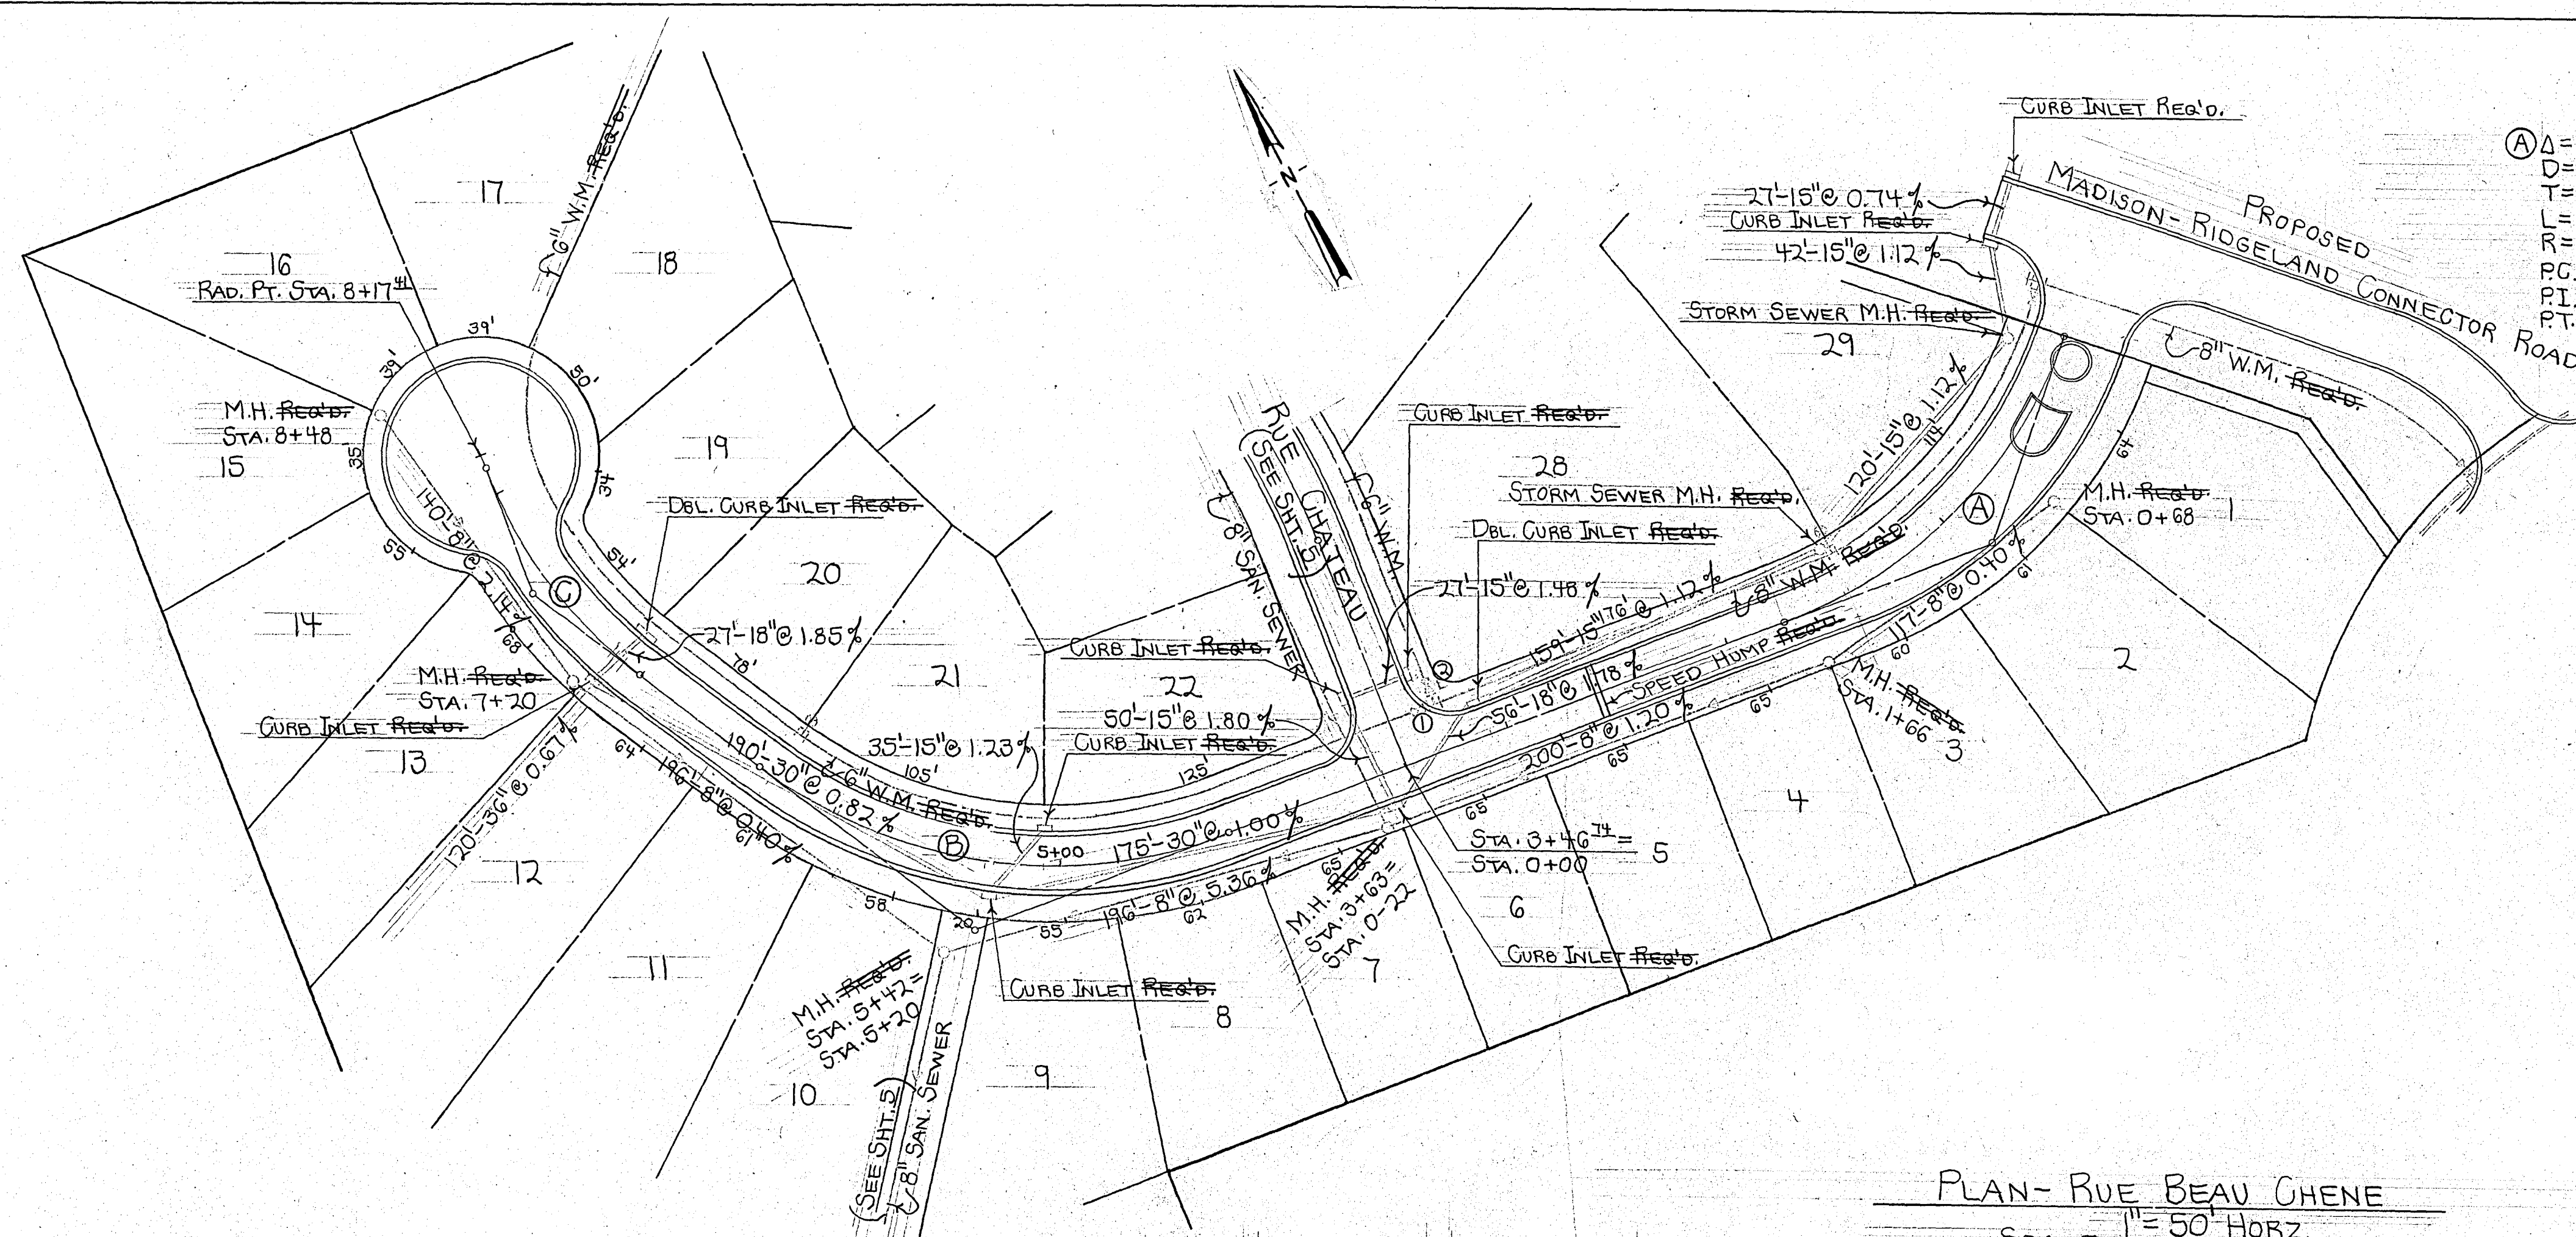 CURB INLET REQ'D.
MADISON-RIDGELAND CONNECTOR ROAD
PROPOSED
Ⓐ Δ=
D=
T=
L=
R=
P.C.
P.I.
P.T.
27'-15"@ 0.74%
CURB INLET REQ'D.
42'-15"@ 1.12%
STORM SEWER M.H. REQ'D.
29
℄ 8" W.M. REQ'D.
120'-15"@ 1.12%
114'
64'
Ⓐ
M.H. REQ'D.
STA. 0+68
1
17
℄ 6" W.M. REQ'D.
18
16
RAD. PT. STA. 8+17.41
39'
39'
50'
M.H. REQ'D.
STA. 8+48
15
35'
34'
19
DBL. CURB INLET REQ'D.
140'-8"@ 2.14%
55'
54'
20
Ⓒ
14
27'-18"@ 1.85%
68'
78'
M.H. REQ'D.
STA. 7+20
CURB INLET REQ'D.
13
21
N
RUE CHATEAU
(SEE SHT. 5)
℄ 8" SAN. SEWER
℄ 6" W.M.
CURB INLET REQ'D.
28
STORM SEWER M.H. REQ'D.
DBL. CURB INLET REQ'D.
27'-15"@ 1.48%
159'-15" @ 1.12%
176'
℄ 8" W.M. REQ'D.
SPEED HUMP REQ'D.
117'-8"@ 0.40%
61'
60'
2
CURB INLET REQ'D.
22
②
①
56'-18"@ 1.78%
50'-15"@ 1.80%
35'-15"@ 1.23%
CURB INLET REQ'D.
200'-8"@ 1.20%
65'
65'
65'
M.H. REQ'D.
STA. 1+66
3
4
64'
190'-30"@ 0.82%
℄ 6" W.M. REQ'D.
105'
125'
196'-8"@ 0.40%
61'
120'-36"@ 0.67%
Ⓑ
5+00
175'-30"@ 1.00%
STA. 3+46.74=
STA. 0+00
5
12
58'
20'
55'
196'-8"@ 5.36%
62'
65'
M.H. REQ'D.
STA. 3+63=
STA. 0-22
7
6
CURB INLET REQ'D.
11
M.H. REQ'D.
STA. 5+42=
STA. 5+20
CURB INLET REQ'D.
8
10
9
(SEE SHT. 5)
℄ 8" SAN. SEWER
PLAN- RUE BEAU CHENE
1"= 50' HORZ.